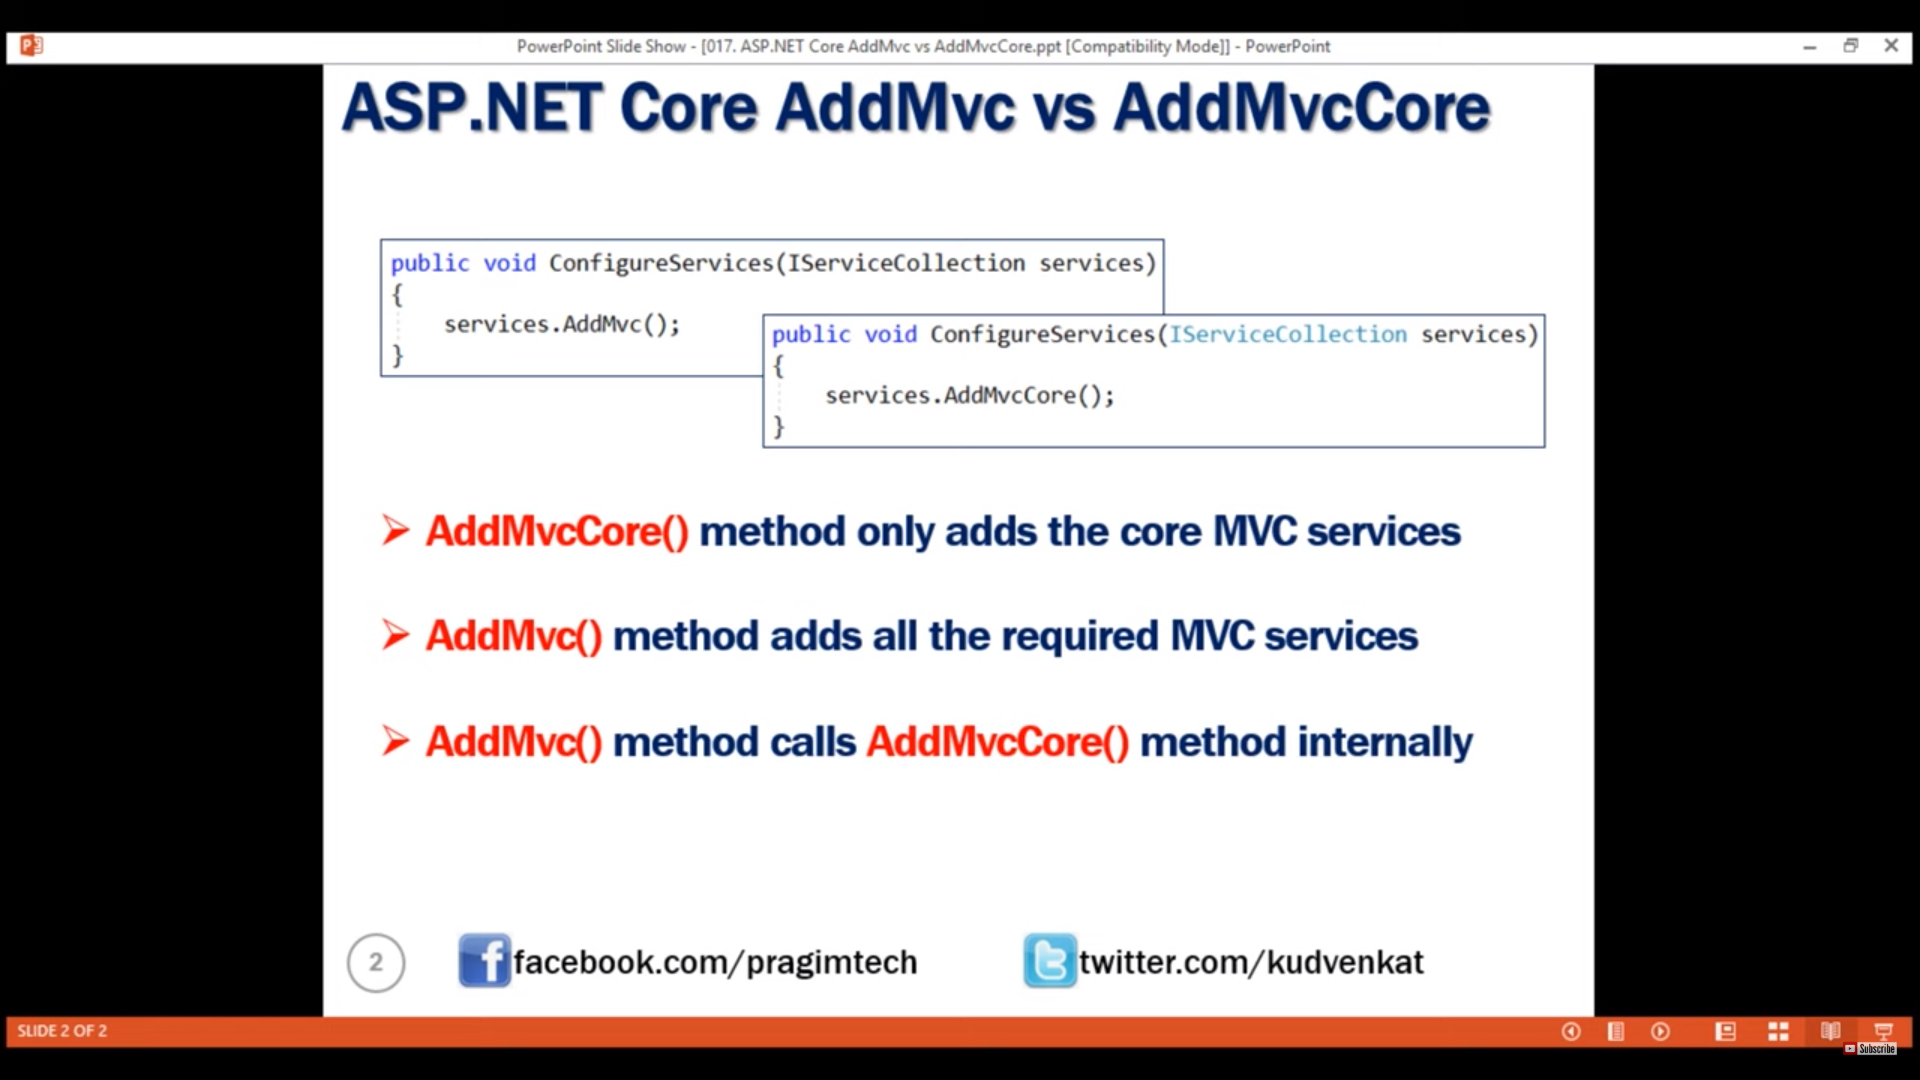 PowerPoint Slide Show - [017. ASP.NET Core AddMvc vs AddMvcCore.ppt [Compatibility Mode]] - PowerPoint
ASP.NET Core AddMvc vs AddMvcCore
public void ConfigureServices(IServiceCollection services)
{
services.AddMvc();
}
public void ConfigureServices(IServiceCollection services)
{
services.AddMvcCore();
}
AddMvcCore() method only adds the core MVC services
AddMvc() method adds all the required MVC services
AddMvc() method calls AddMvcCore() method internally
2
facebook.com/pragimtech
twitter.com/kudvenkat
SLIDE 2 OF 2
Subscribe